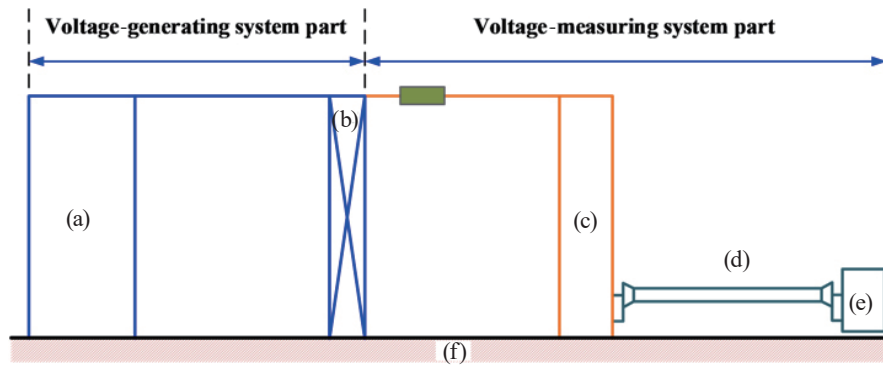 Voltage-generating system part
Voltage-measuring system part
(b)
(a)
(c)
(d)
(e)
(f)